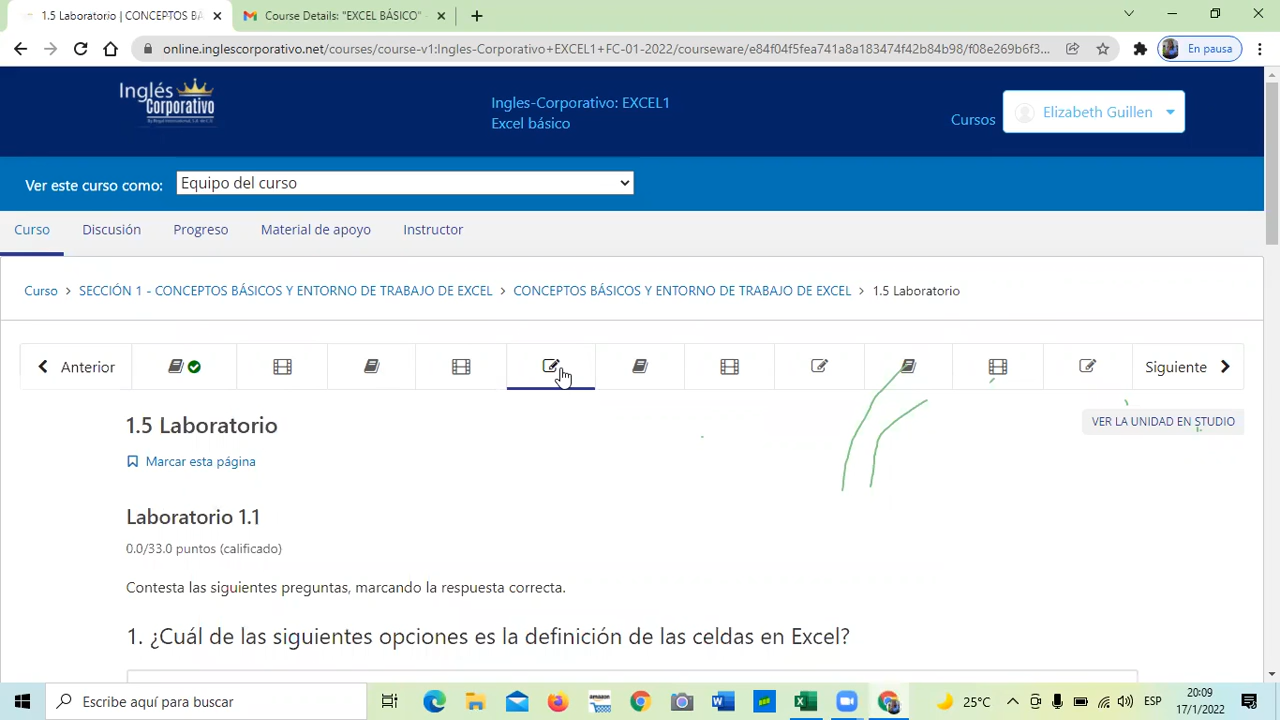 1.5 Laboratorio | CONCEPTOS BÁ
Course Details: "EXCEL BÁSICO"
online.inglescorporativo.net/courses/course-v1:Ingles-Corporativo+EXCEL1+FC-01-2022/courseware/e84f04f5fea741a8a183474f42b84b98/f08e269b6f3...
En pausa
Inglés
Corporativo
By Royal International, S.A. de C.V.
Ingles-Corporativo: EXCEL1
Excel básico
Cursos
Elizabeth Guillen
Ver este curso como:
Equipo del curso
Curso
Discusión
Progreso
Material de apoyo
Instructor
Curso > SECCIÓN 1 - CONCEPTOS BÁSICOS Y ENTORNO DE TRABAJO DE EXCEL > CONCEPTOS BÁSICOS Y ENTORNO DE TRABAJO DE EXCEL > 1.5 Laboratorio
Anterior
Siguiente
1.5 Laboratorio
VER LA UNIDAD EN STUDIO
Marcar esta página
Laboratorio 1.1
0.0/33.0 puntos (calificado)
Contesta las siguientes preguntas, marcando la respuesta correcta.
1. ¿Cuál de las siguientes opciones es la definición de las celdas en Excel?
Escribe aquí para buscar
amazon
25°C
ESP
20:09
17/1/2022